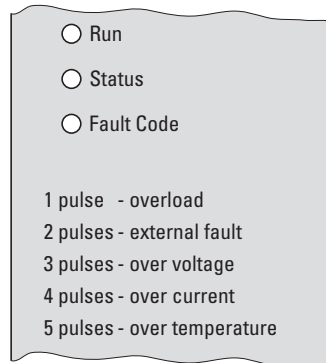 Run
Status
Fault Code
1 pulse - overload
2 pulses - external fault
3 pulses - over voltage
4 pulses - over current
5 pulses - over temperature